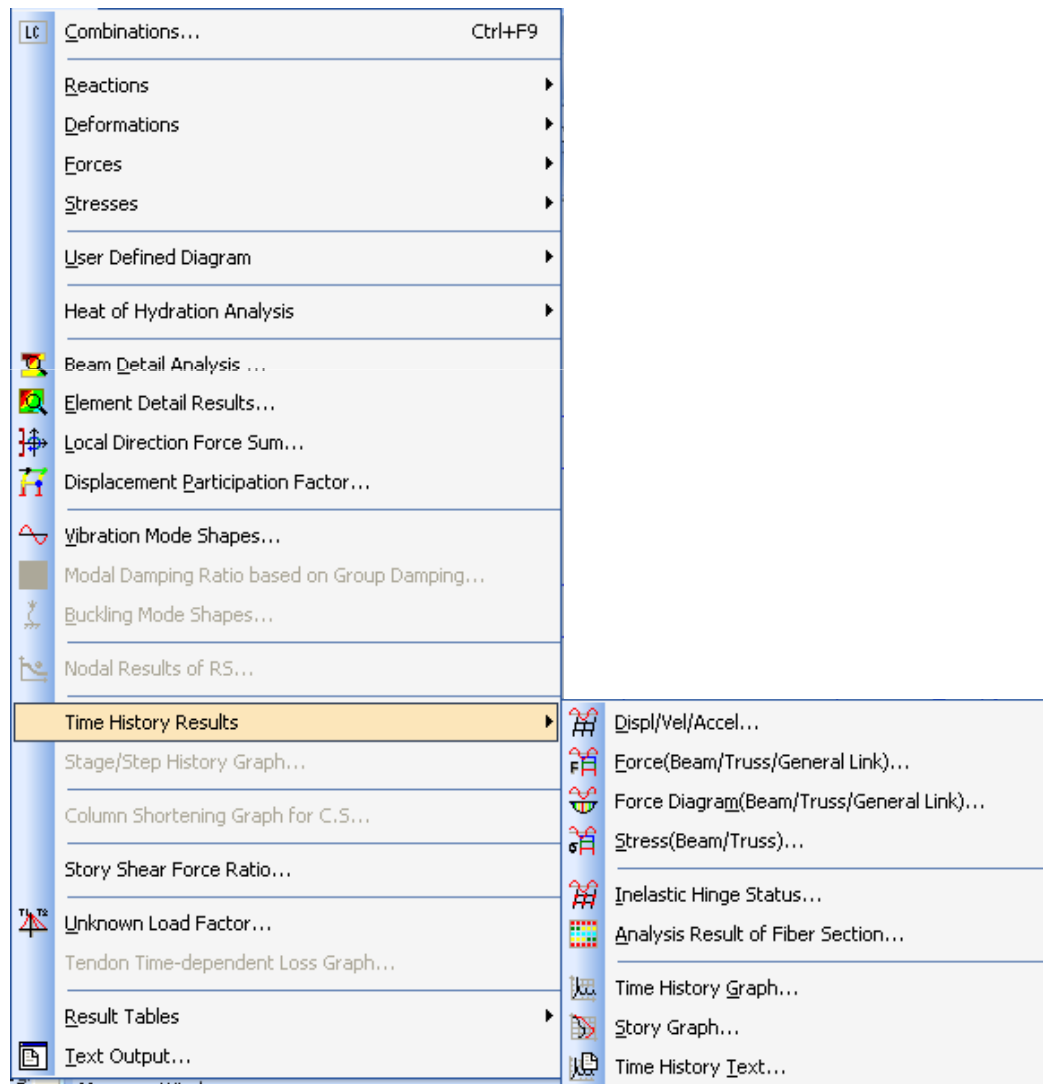 LC Combinations... Ctrl+F9
Reactions
Deformations
Forces
Stresses
User Defined Diagram
Heat of Hydration Analysis
Beam Detail Analysis ...
Element Detail Results...
Local Direction Force Sum...
Displacement Participation Factor...
Vibration Mode Shapes...
Modal Damping Ratio based on Group Damping...
Buckling Mode Shapes...
Nodal Results of RS...
Time History Results
Stage/Step History Graph...
Column Shortening Graph for C.S...
Story Shear Force Ratio...
T1 T2 Unknown Load Factor...
Tendon Time-dependent Loss Graph...
Result Tables
Text Output...
Displ/Vel/Accel...
F Force(Beam/Truss/General Link)...
Force Diagram(Beam/Truss/General Link)...
σ Stress(Beam/Truss)...
Inelastic Hinge Status...
Analysis Result of Fiber Section...
Time History Graph...
Story Graph...
Time History Text...